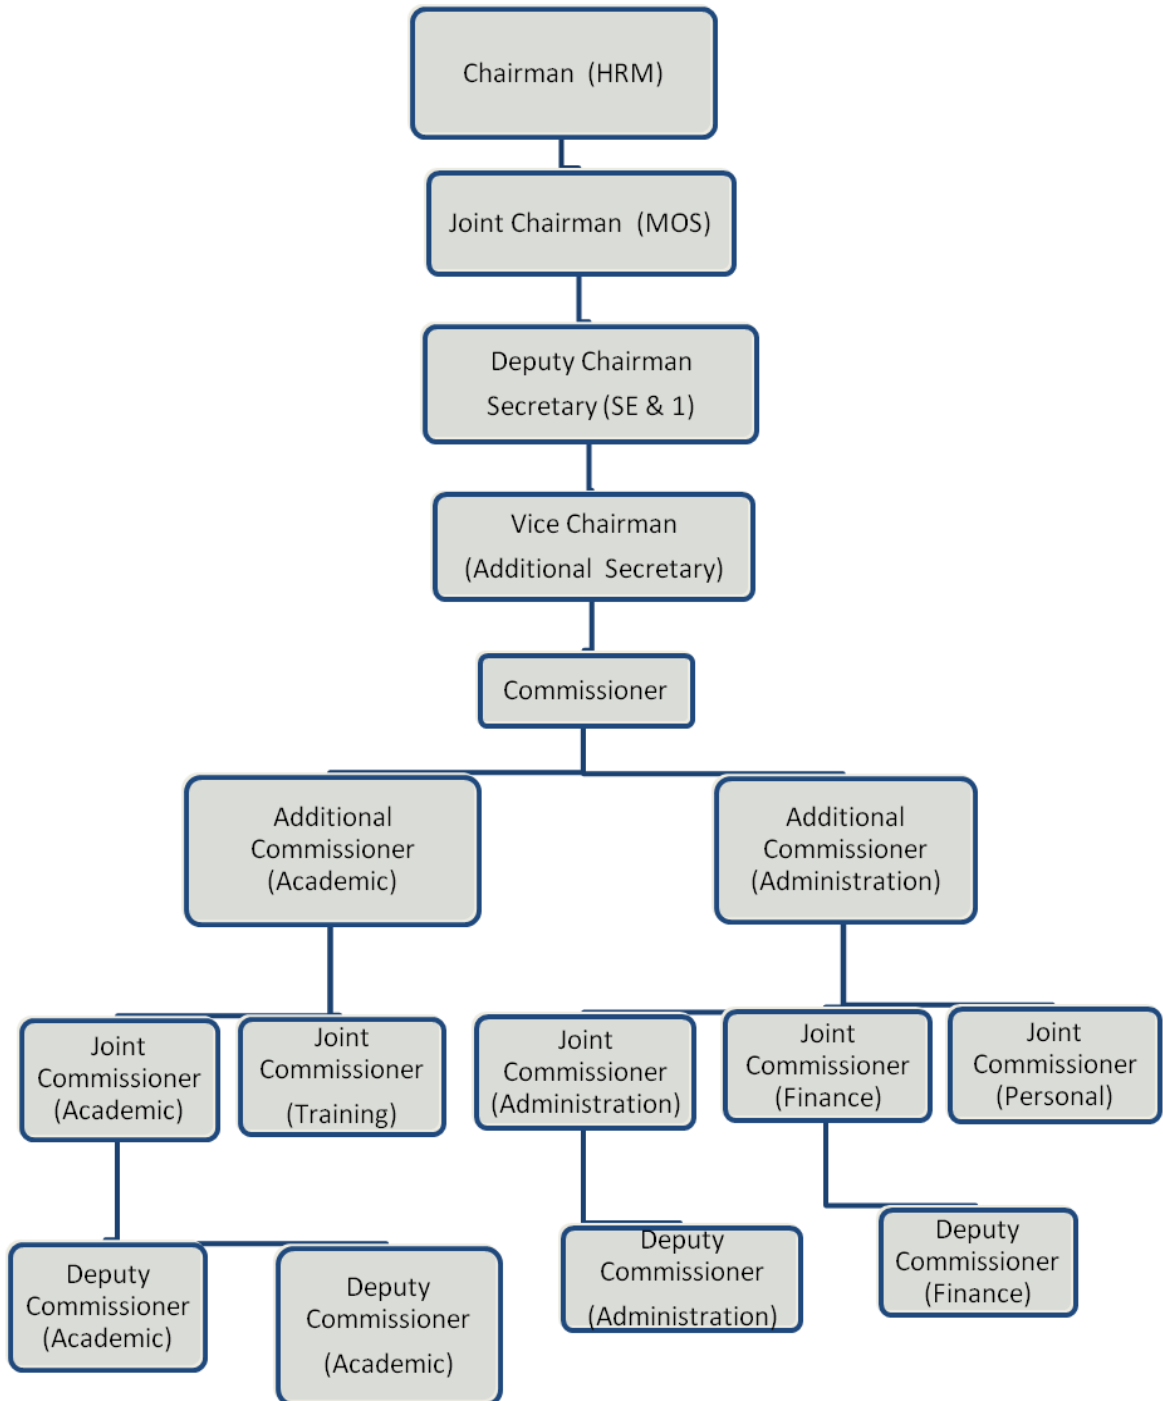 Chairman (HRM)
Joint Chairman (MOS)
Deputy Chairman
Secretary (SE & 1)
Vice Chairman
(Additional Secretary)
Commissioner
Additional
Commissioner
(Academic)
Additional
Commissioner
(Administration)
Joint
Commissioner
(Academic)
Joint
Commissioner
(Training)
Joint
Commissioner
(Administration)
Joint
Commissioner
(Finance)
Joint
Commissioner
(Personal)
Deputy
Commissioner
(Academic)
Deputy
Commissioner
(Academic)
Deputy
Commissioner
(Administration)
Deputy
Commissioner
(Finance)